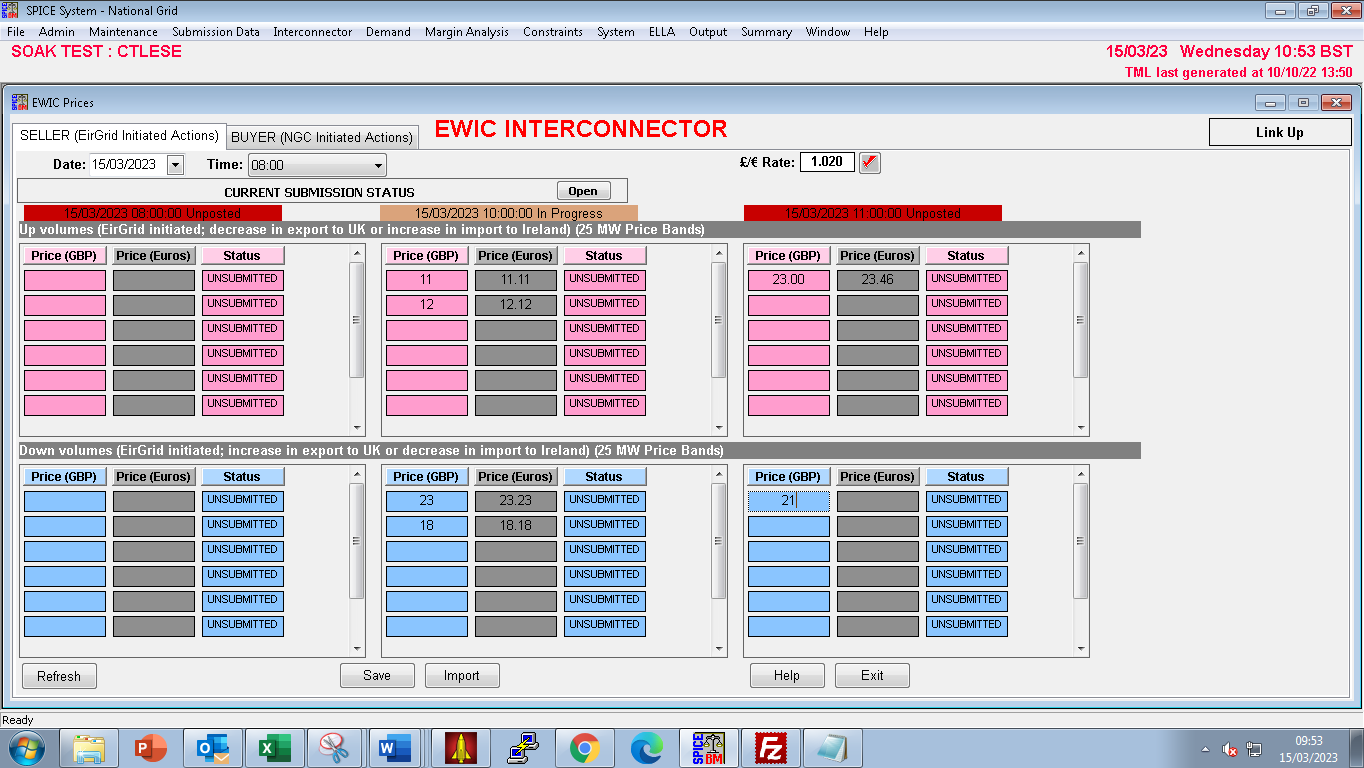 SPICE System - National Grid
File Admin Maintenance Submission Data Interconnector Demand Margin Analysis Constraints System ELLA Output Summary Window Help
SOAK TEST : CTLESE 15/03/23 Wednesday 10:53 BST
TML last generated at 10/10/22 13:50
EWIC Prices
SELLER (EirGrid Initiated Actions) BUYER (NGC Initiated Actions) EWIC INTERCONNECTOR Link Up
Date: 15/03/2023 Time: 08:00 £/€ Rate: 1.020
CURRENT SUBMISSION STATUS Open
15/03/2023 08:00:00 Unposted 15/03/2023 10:00:00 In Progress 15/03/2023 11:00:00 Unposted
Up volumes (EirGrid initiated; decrease in export to UK or increase in import to Ireland) (25 MW Price Bands)
Price (GBP) Price (Euros) Status Price (GBP) Price (Euros) Status Price (GBP) Price (Euros) Status
UNSUBMITTED 11 11.11 UNSUBMITTED 23.00 23.46 UNSUBMITTED
UNSUBMITTED 12 12.12 UNSUBMITTED UNSUBMITTED
UNSUBMITTED UNSUBMITTED UNSUBMITTED
UNSUBMITTED UNSUBMITTED UNSUBMITTED
UNSUBMITTED UNSUBMITTED UNSUBMITTED
UNSUBMITTED UNSUBMITTED UNSUBMITTED
Down volumes (EirGrid initiated; increase in export to UK or decrease in import to Ireland) (25 MW Price Bands)
Price (GBP) Price (Euros) Status Price (GBP) Price (Euros) Status Price (GBP) Price (Euros) Status
UNSUBMITTED 23 23.23 UNSUBMITTED 21 UNSUBMITTED
UNSUBMITTED 18 18.18 UNSUBMITTED UNSUBMITTED
UNSUBMITTED UNSUBMITTED UNSUBMITTED
UNSUBMITTED UNSUBMITTED UNSUBMITTED
UNSUBMITTED UNSUBMITTED UNSUBMITTED
UNSUBMITTED UNSUBMITTED UNSUBMITTED
Refresh Save Import Help Exit
Ready
09:53
15/03/2023